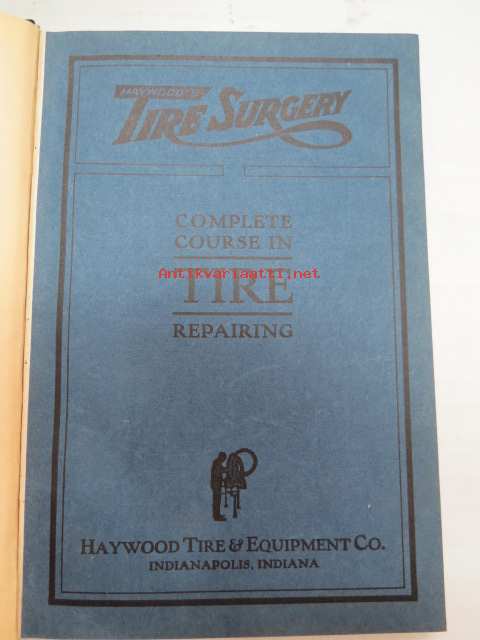 HAYWOOD'S
TIRE SURGERY
COMPLETE
COURSE IN
Antikvariaatti.net
TIRE
REPAIRING
HAYWOOD TIRE & EQUIPMENT CO.
INDIANAPOLIS, INDIANA